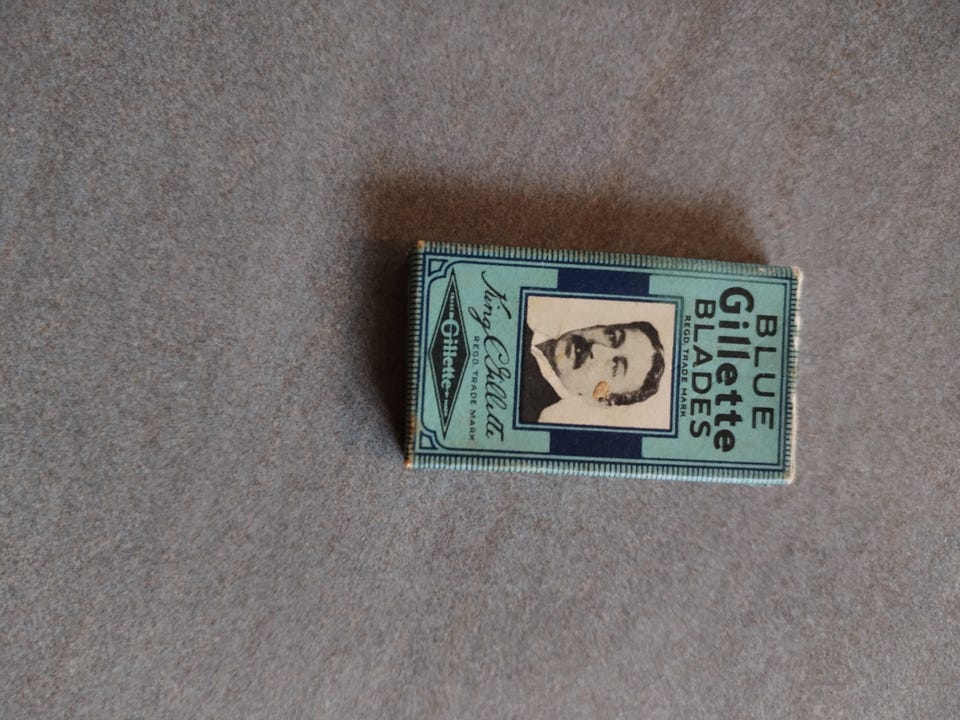 BLUE
Gillette
BLADES
REGD. TRADE MARK
King C Gillette
REGD. TRADE MARK
Gillette